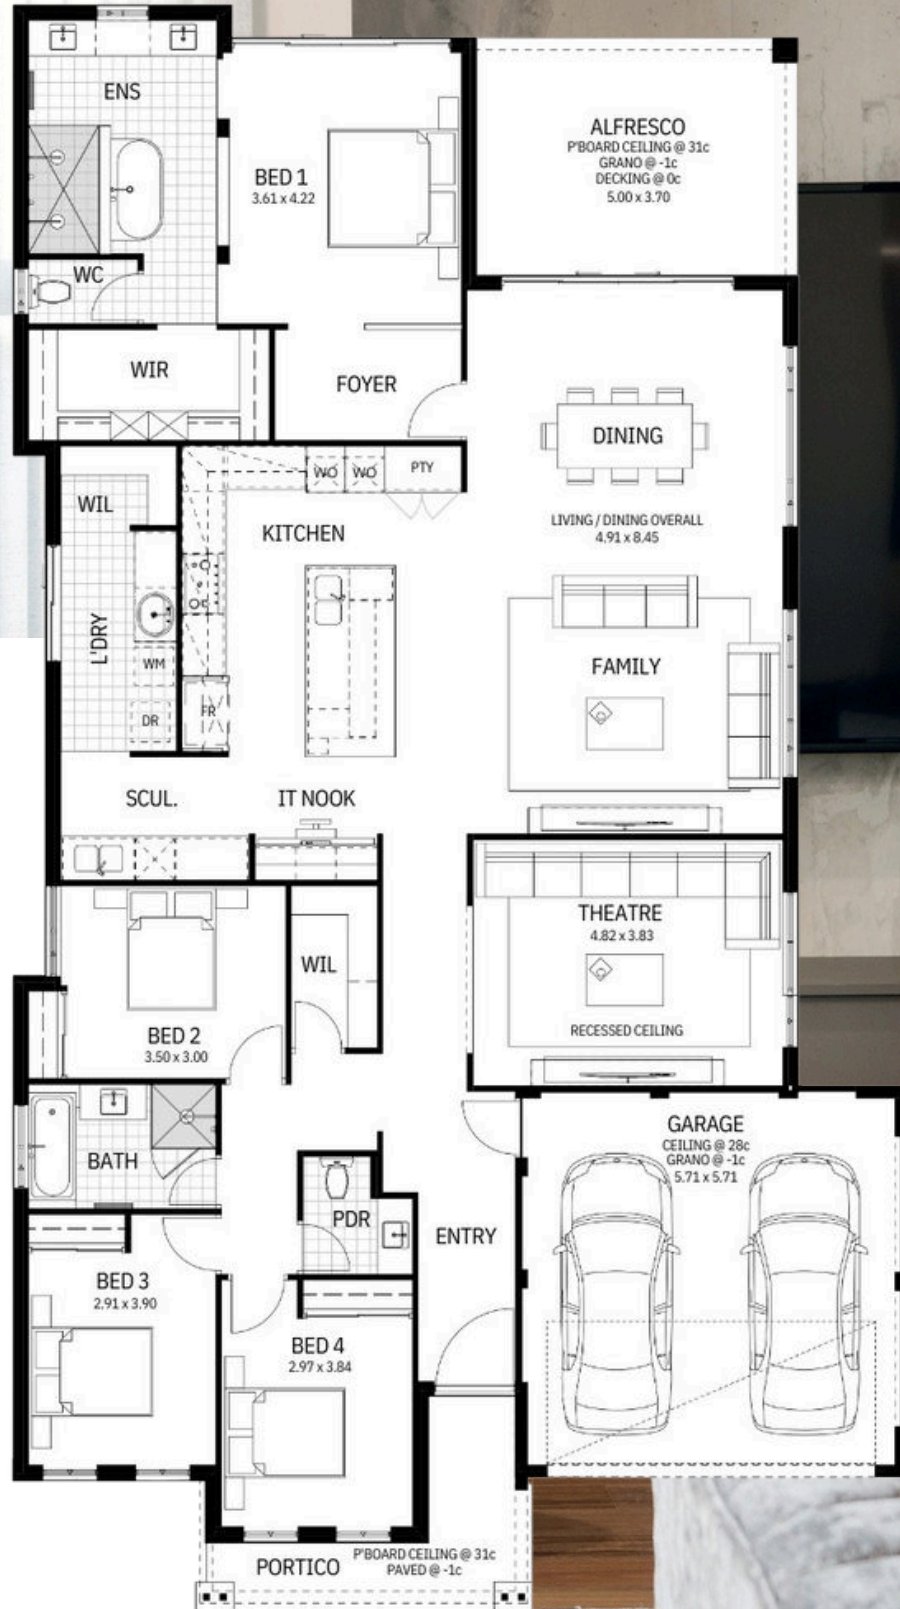 ENS
BED 1
3.61 x 4.22
ALFRESCO
P'BOARD CEILING @ 31c
GRANO @ -1c
DECKING @ 0c
5.00 x 3.70
WC
WIR
FOYER
DINING
LIVING / DINING OVERALL
4.91 x 8.45
WO
WO
PTY
WIL
KITCHEN
L'DRY
WM
DR
FR
FAMILY
SCUL.
IT NOOK
THEATRE
4.82 x 3.83
RECESSED CEILING
WIL
BED 2
3.50 x 3.00
BATH
GARAGE
CEILING @ 28c
GRANO @ -1c
5.71 x 5.71
PDR
ENTRY
BED 3
2.91 x 3.90
BED 4
2.97 x 3.84
PORTICO
P'BOARD CEILING @ 31c
PAVED @ -1c